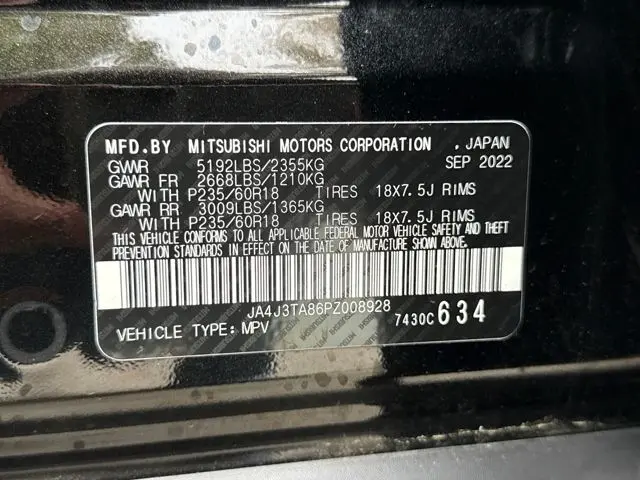 MFD.BY MITSUBISHI MOTORS CORPORATION . JAPAN
GVWR 5192LBS/2355KG SEP 2022
GAWR FR 2668LBS/1210KG
WITH P235/60R18 TIRES 18X7.5J RIMS
GAWR RR 3009LBS/1365KG
WITH P235/60R18 TIRES 18X7.5J RIMS
THIS VEHICLE CONFORMS TO ALL APPLICABLE FEDERAL MOTOR VEHICLE SAFETY AND THEFT
PREVENTION STANDARDS IN EFFECT ON THE DATE OF MANUFACTURE SHOWN ABOVE.
JA4J3TA86PZ008928
VEHICLE TYPE: MPV 7430C 634